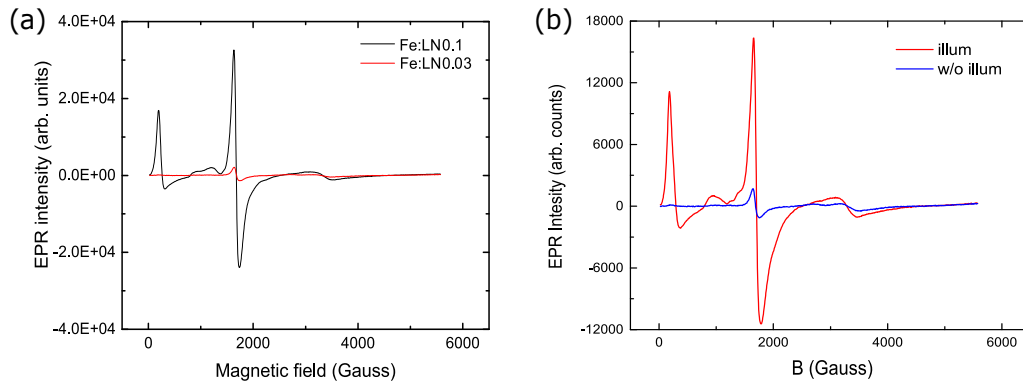 (a)
EPR intensity (arb. units)
4.0E+04
2.0E+04
0.0E+00
-2.0E+04
-4.0E+04
Fe:LN0.1
Fe:LN0.03
0 2000 4000 6000
Magnetic field (Gauss)
(b)
EPR Intesity (arb. counts)
18000
12000
6000
0
-6000
-12000
illum
w/o illum
0 2000 4000 6000
B (Gauss)